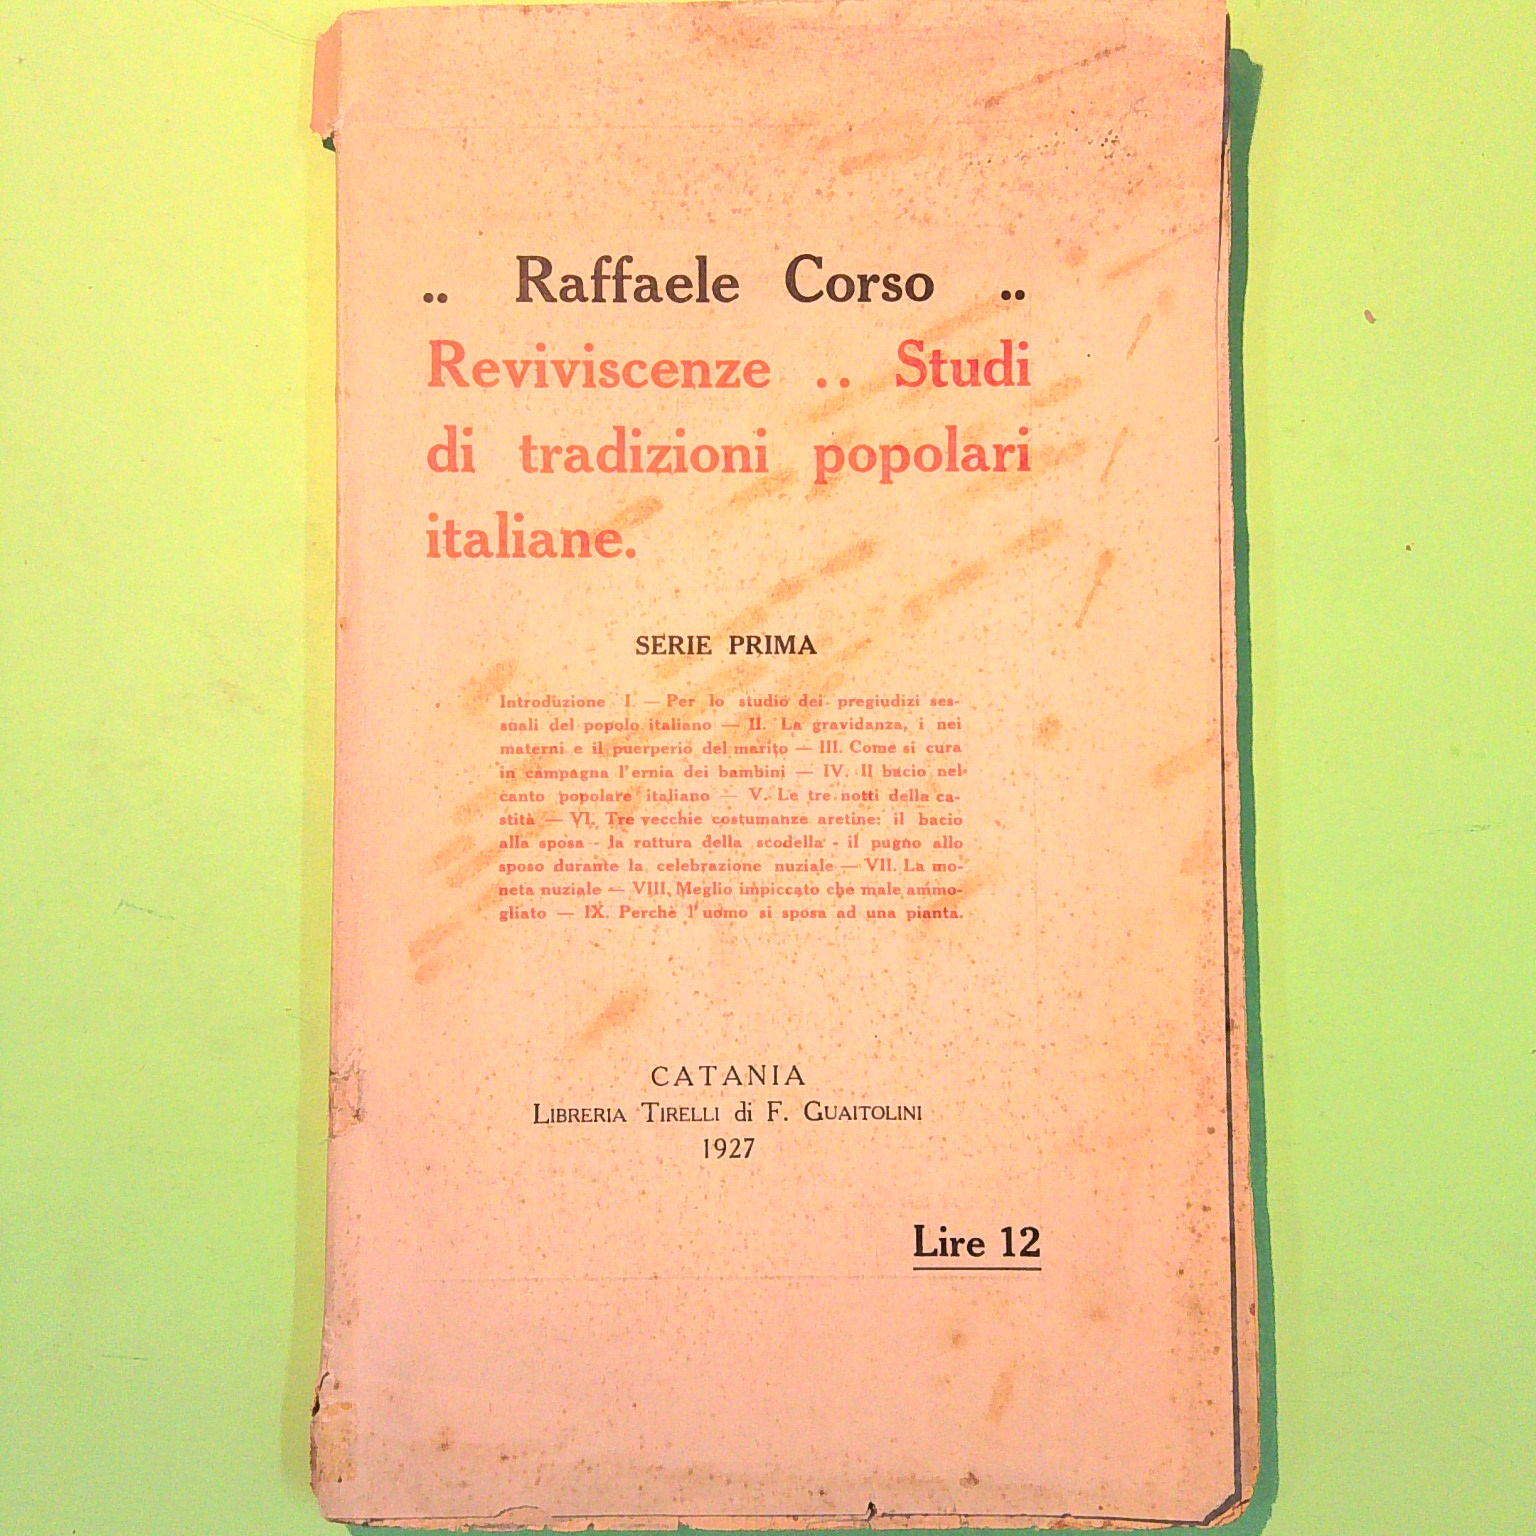 .. Raffaele Corso ..
Reviviscenze .. Studi
di tradizioni popolari
italiane.
SERIE PRIMA
Introduzione I. — Per lo studio dei pregiudizi ses-
suali del popolo italiano — II. La gravidanza, i nei
materni e il puerperio del marito — III. Come si cura
in campagna l'ernia dei bambini — IV. Il bacio nel
canto popolare italiano — V. Le tre notti della ca-
stità — VI. Tre vecchie costumanze aretine: il bacio
alla sposa - la rottura della scodella - il pugno allo
sposo durante la celebrazione nuziale — VII. La mo-
neta nuziale — VIII. Meglio impiccato che male ammo-
gliato — IX. Perchè l'uomo si sposa ad una pianta.
CATANIA
LIBRERIA TIRELLI di F. GUAITOLINI
1927
Lire 12